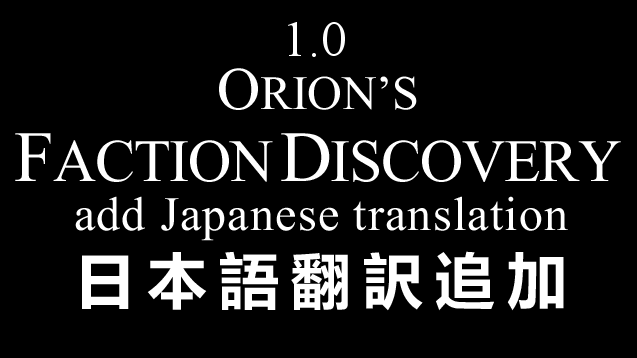 1.0
ORION'S
FACTION DISCOVERY
add Japanese translation
日本語翻訳追加